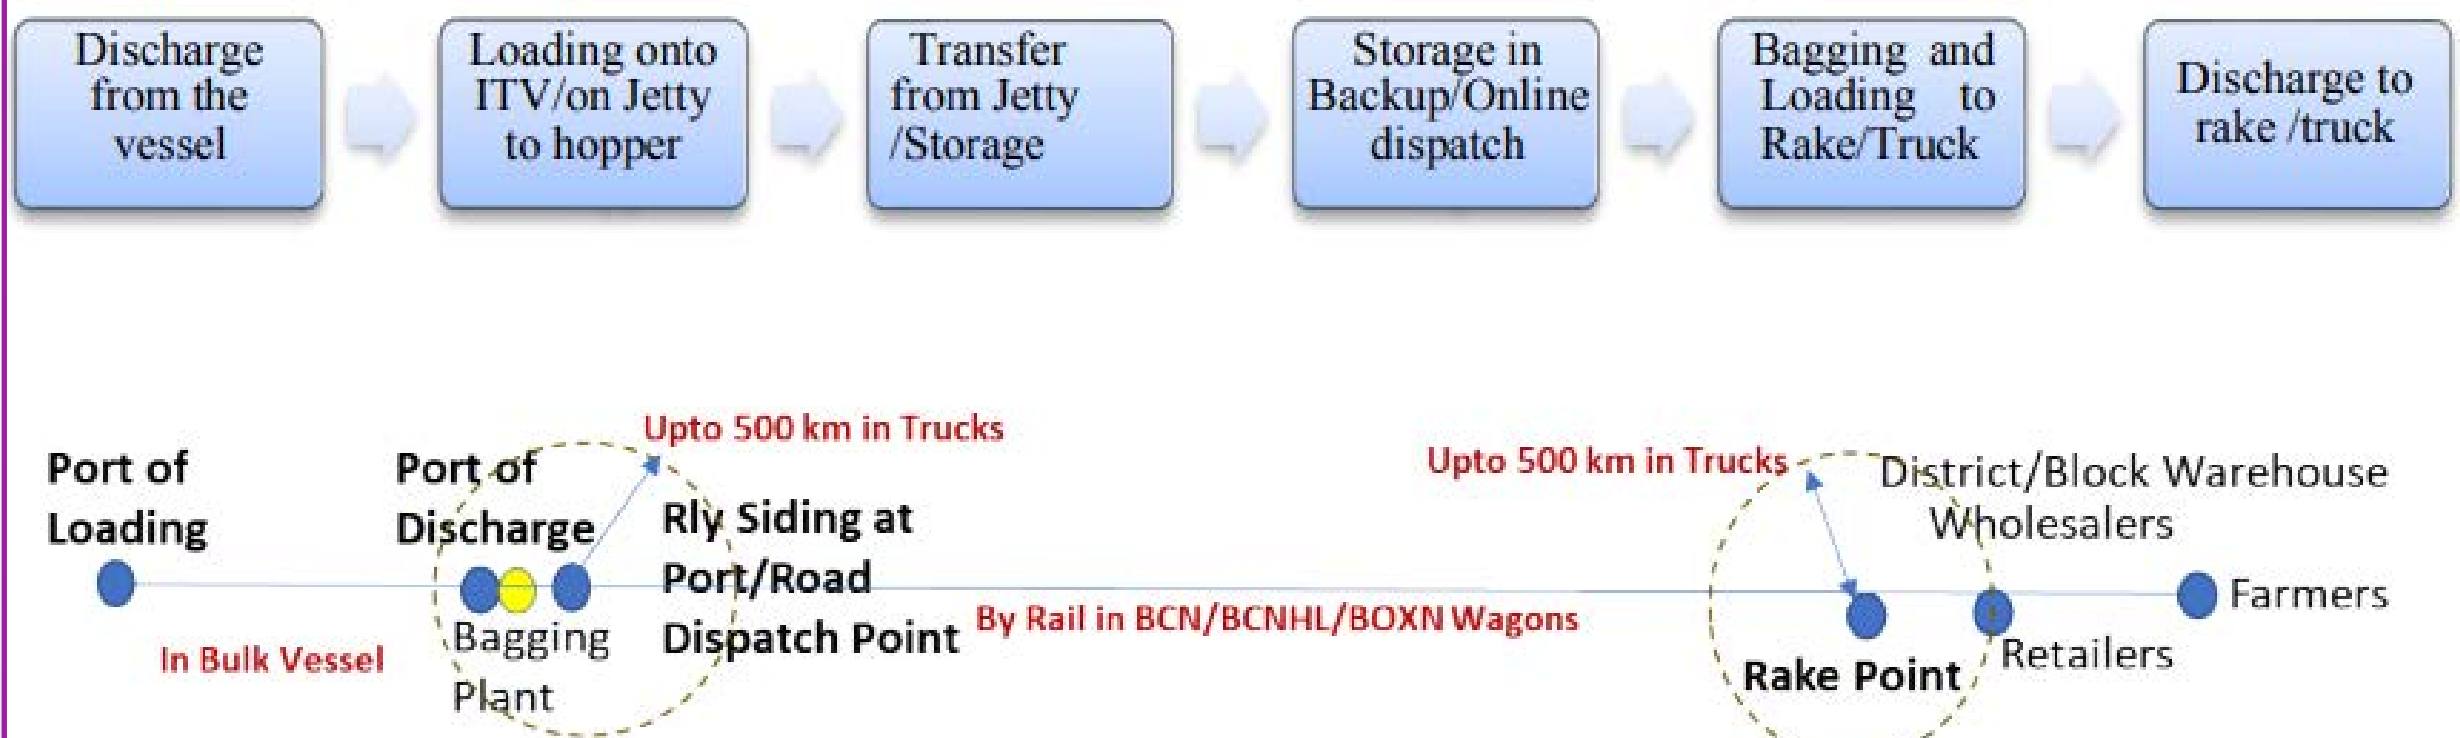 Discharge
from the
vessel
Loading onto
ITV/on Jetty
to hopper
Transfer
from Jetty
/Storage
Storage in
Backup/Online
dispatch
Bagging and
Loading to
Rake/Truck
Discharge to
rake /truck
Upto 500 km in Trucks
Port of
Loading
Port of
Discharge
Rly Siding at
Port/Road
Dispatch Point
Bagging
Plant
In Bulk Vessel
By Rail in BCN/BCNHL/BOXN Wagons
Upto 500 km in Trucks
District/Block Warehouse
Wholesalers
Farmers
Retailers
Rake Point